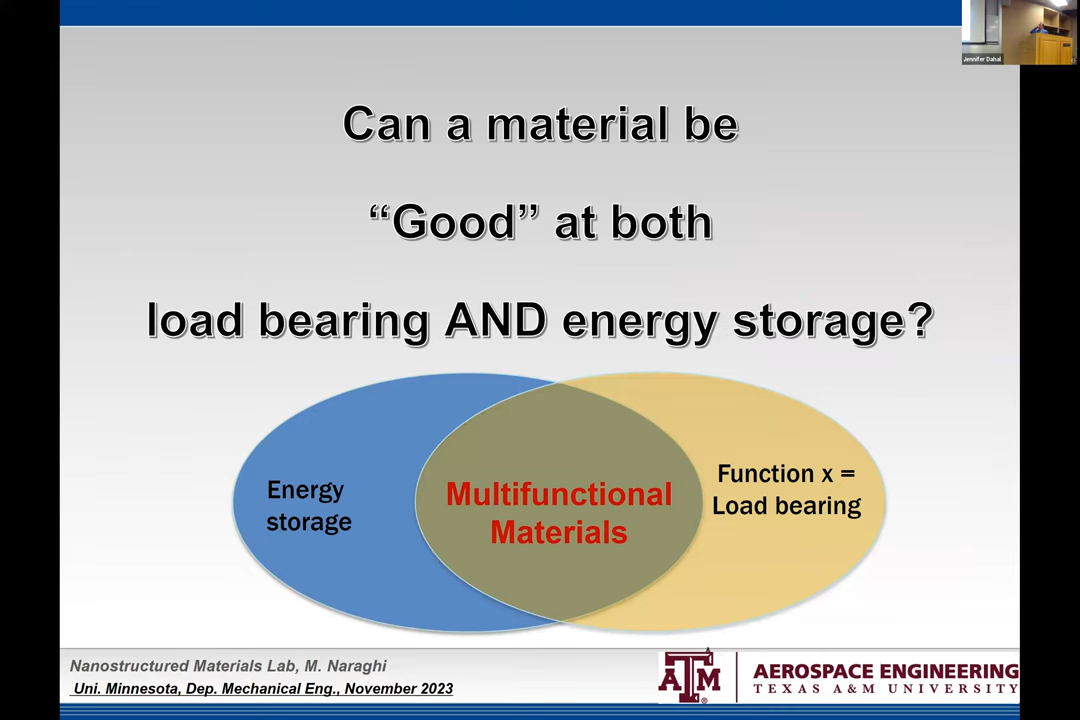 Jennifer Dahal
Can a material be
“Good” at both
load bearing AND energy storage?
Energy
storage
Multifunctional
Materials
Function x =
Load bearing
Nanostructured Materials Lab, M. Naraghi
Uni. Minnesota, Dep. Mechanical Eng., November 2023
ATM
AEROSPACE ENGINEERING
TEXAS A&M UNIVERSITY